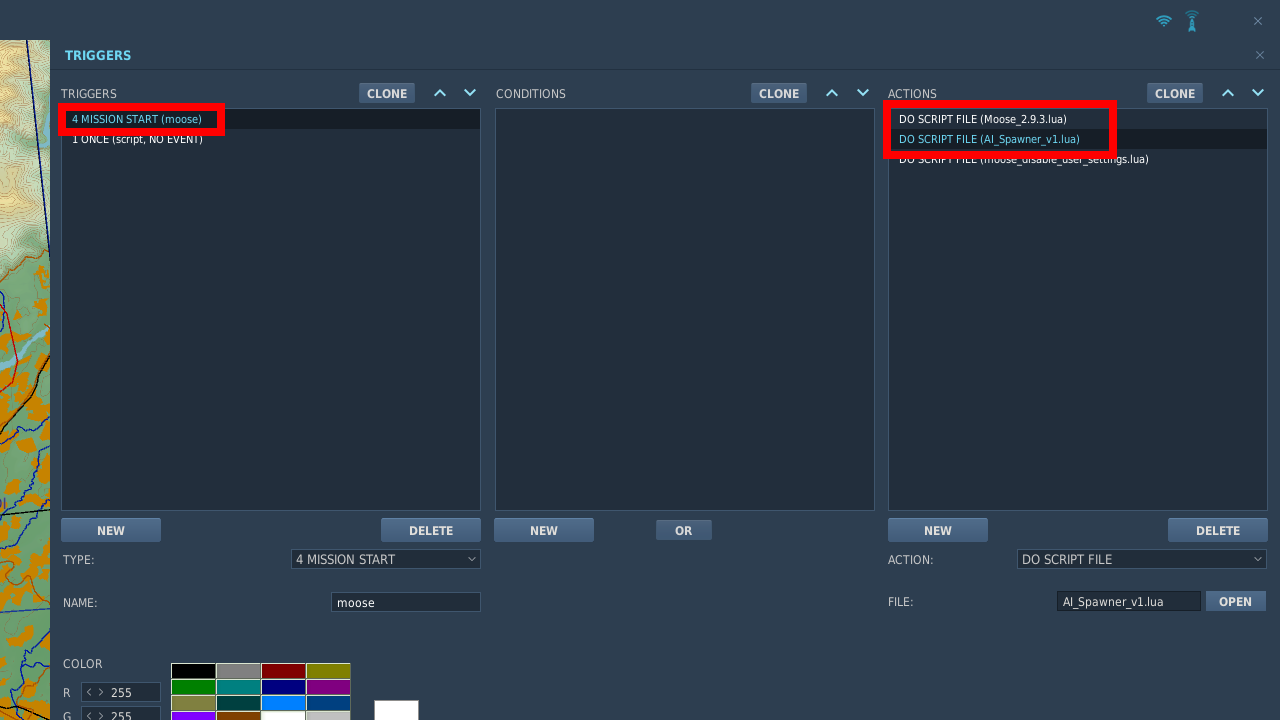 TRIGGERS
TRIGGERS
CLONE
4 MISSION START (moose)
1 ONCE (script, NO EVENT)
NEW
DELETE
TYPE:
4 MISSION START
NAME:
moose
COLOR
R
255
G
255
CONDITIONS
CLONE
NEW
OR
ACTIONS
CLONE
DO SCRIPT FILE (Moose_2.9.3.lua)
DO SCRIPT FILE (AI_Spawner_v1.lua)
DO SCRIPT FILE (moose_disable_user_settings.lua)
NEW
DELETE
ACTION:
DO SCRIPT FILE
FILE:
AI_Spawner_v1.lua
OPEN